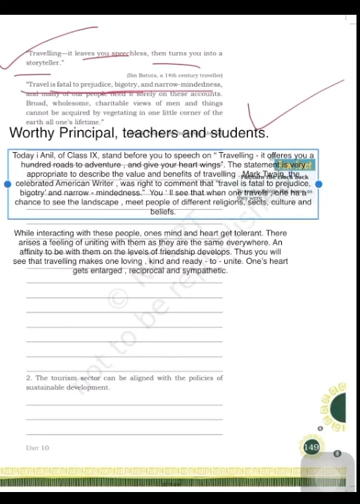 "Travelling—it leaves you speechless, then turns you into a
storyteller."
(Ibn Batuta, a 14th century traveller)
"Travel is fatal to prejudice, bigotry, and narrow-mindedness,
and many of our people need it sorely on these accounts.
Broad, wholesome, charitable views of men and things
cannot be acquired by vegetating in one little corner of the
earth all one's lifetime."
Worthy Principal, teachers and students.
Today i Anil, of Class IX, stand before you to speech on " Travelling - it offeres you a
hundred roads to adventure , and give your heart wings". The statement is very
appropriate to describe the value and benefits of travelling . Mark Twain, the
celebrated American Writer , was right to comment that "travel is fatal to prejudice,
bigotry and narrow - mindedness." You ' ll see that when one travels , one has a
chance to see the landscape , meet people of different religions, sects, culture and
beliefs.
While interacting with these people, ones mind and heart get tolerant. There
arises a feeling of uniting with them as they are the same everywhere. An
affinity to be with them on the levels of friendship develops. Thus you will
see that travelling makes one loving , kind and ready - to - unite. One's heart
gets enlarged , reciprocal and sympathetic.
not to be republished
2. The tourism sector can be aligned with the policies of
sustainable development.
Unit 10
149